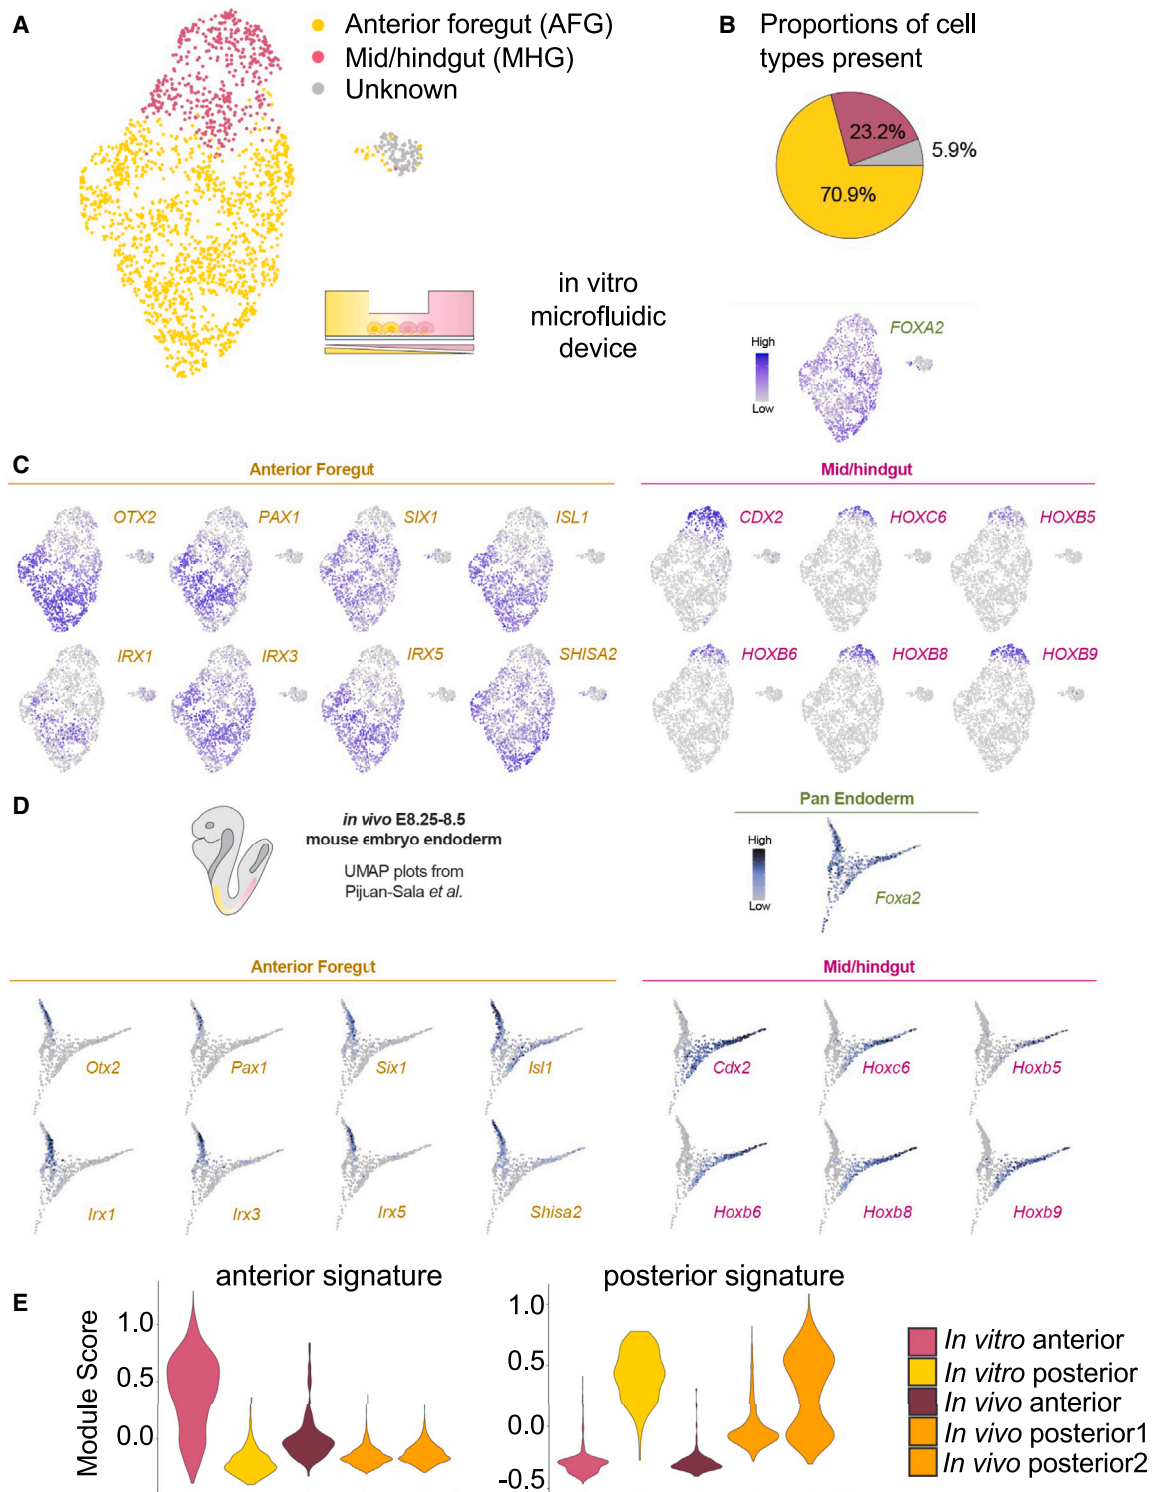 A
Anterior foregut (AFG)
Mid/hindgut (MHG)
Unknown
B
Proportions of cell
types present
23.2%
5.9%
70.9%
in vitro
microfluidic
device
FOXA2
High
Low
C
Anterior Foregut
Mid/hindgut
OTX2
PAX1
SIX1
ISL1
CDX2
HOXC6
HOXB5
IRX1
IRX3
IRX5
SHISA2
HOXB6
HOXB8
HOXB9
D
in vivo E8.25-8.5
mouse embryo endoderm
UMAP plots from
Pijuan-Sala et al.
Pan Endoderm
High
Low
Foxa2
Anterior Foregut
Mid/hindgut
Otx2
Pax1
Six1
Isl1
Cdx2
Hoxc6
Hoxb5
Irx1
Irx3
Irx5
Shisa2
Hoxb6
Hoxb8
Hoxb9
E
anterior signature
posterior signature
Module Score
1.0
0.5
0.0
1.0
0.5
0.0
-0.5
In vitro anterior
In vitro posterior
In vivo anterior
In vivo posterior1
In vivo posterior2